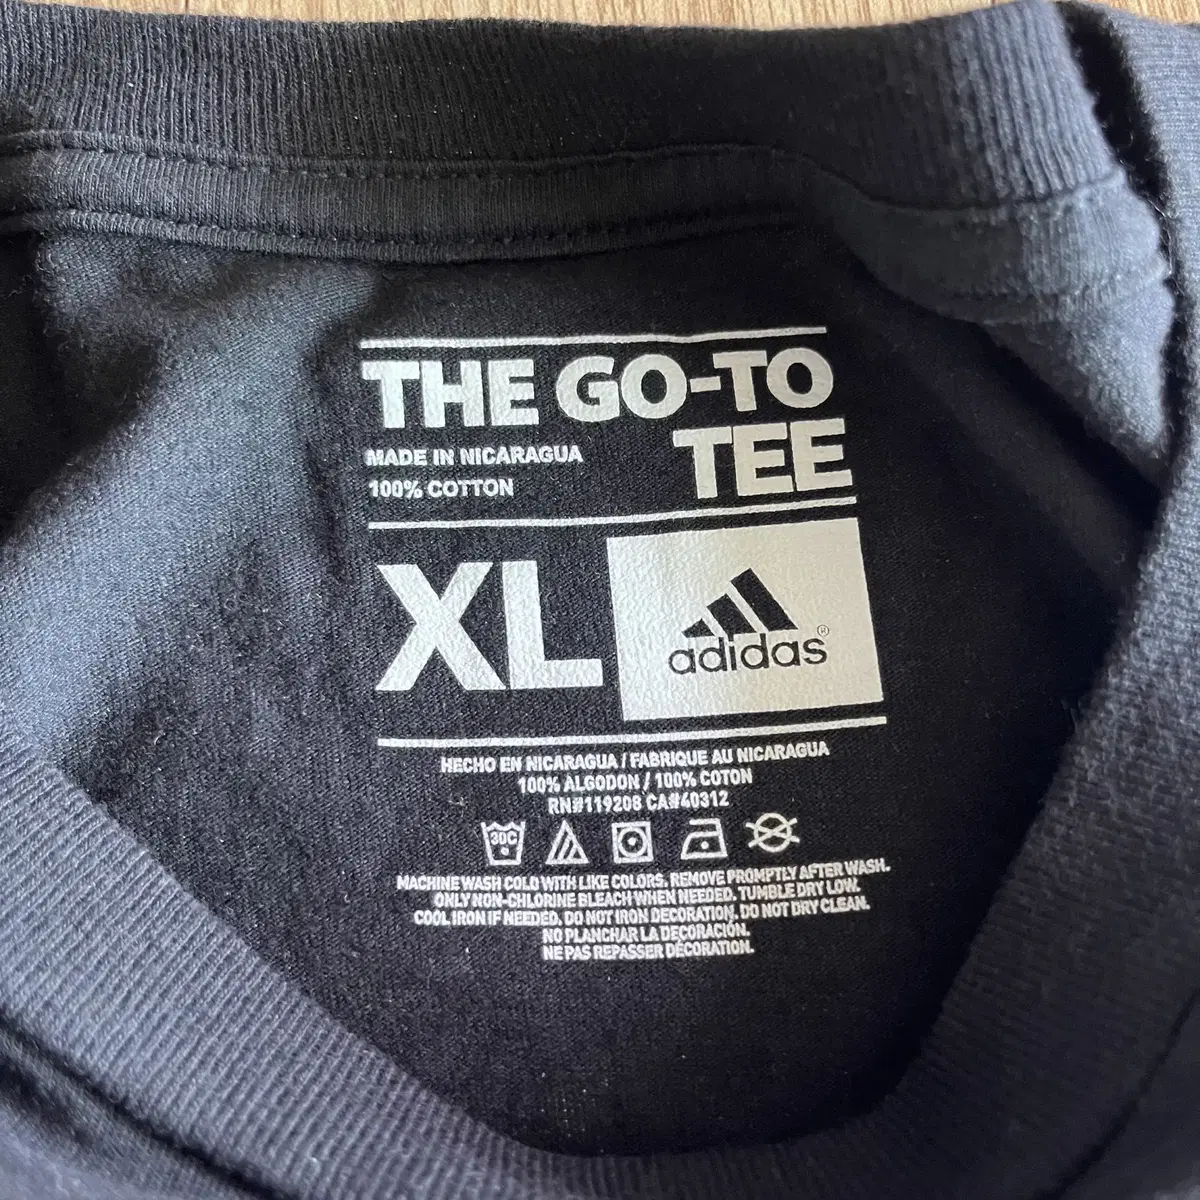 THE GO-TO
TEE
MADE IN NICARAGUA
100% COTTON
XL
adidas®
HECHO EN NICARAGUA / FABRIQUE AU NICARAGUA
100% ALGODON / 100% COTON
RN#119208 CA#40312
30C
MACHINE WASH COLD WITH LIKE COLORS. REMOVE PROMPTLY AFTER WASH.
ONLY NON-CHLORINE BLEACH WHEN NEEDED. TUMBLE DRY LOW.
COOL IRON IF NEEDED. DO NOT IRON DECORATION. DO NOT DRY CLEAN.
NO PLANCHAR LA DECORACIÓN.
NE PAS REPASSER DÉCORATION.